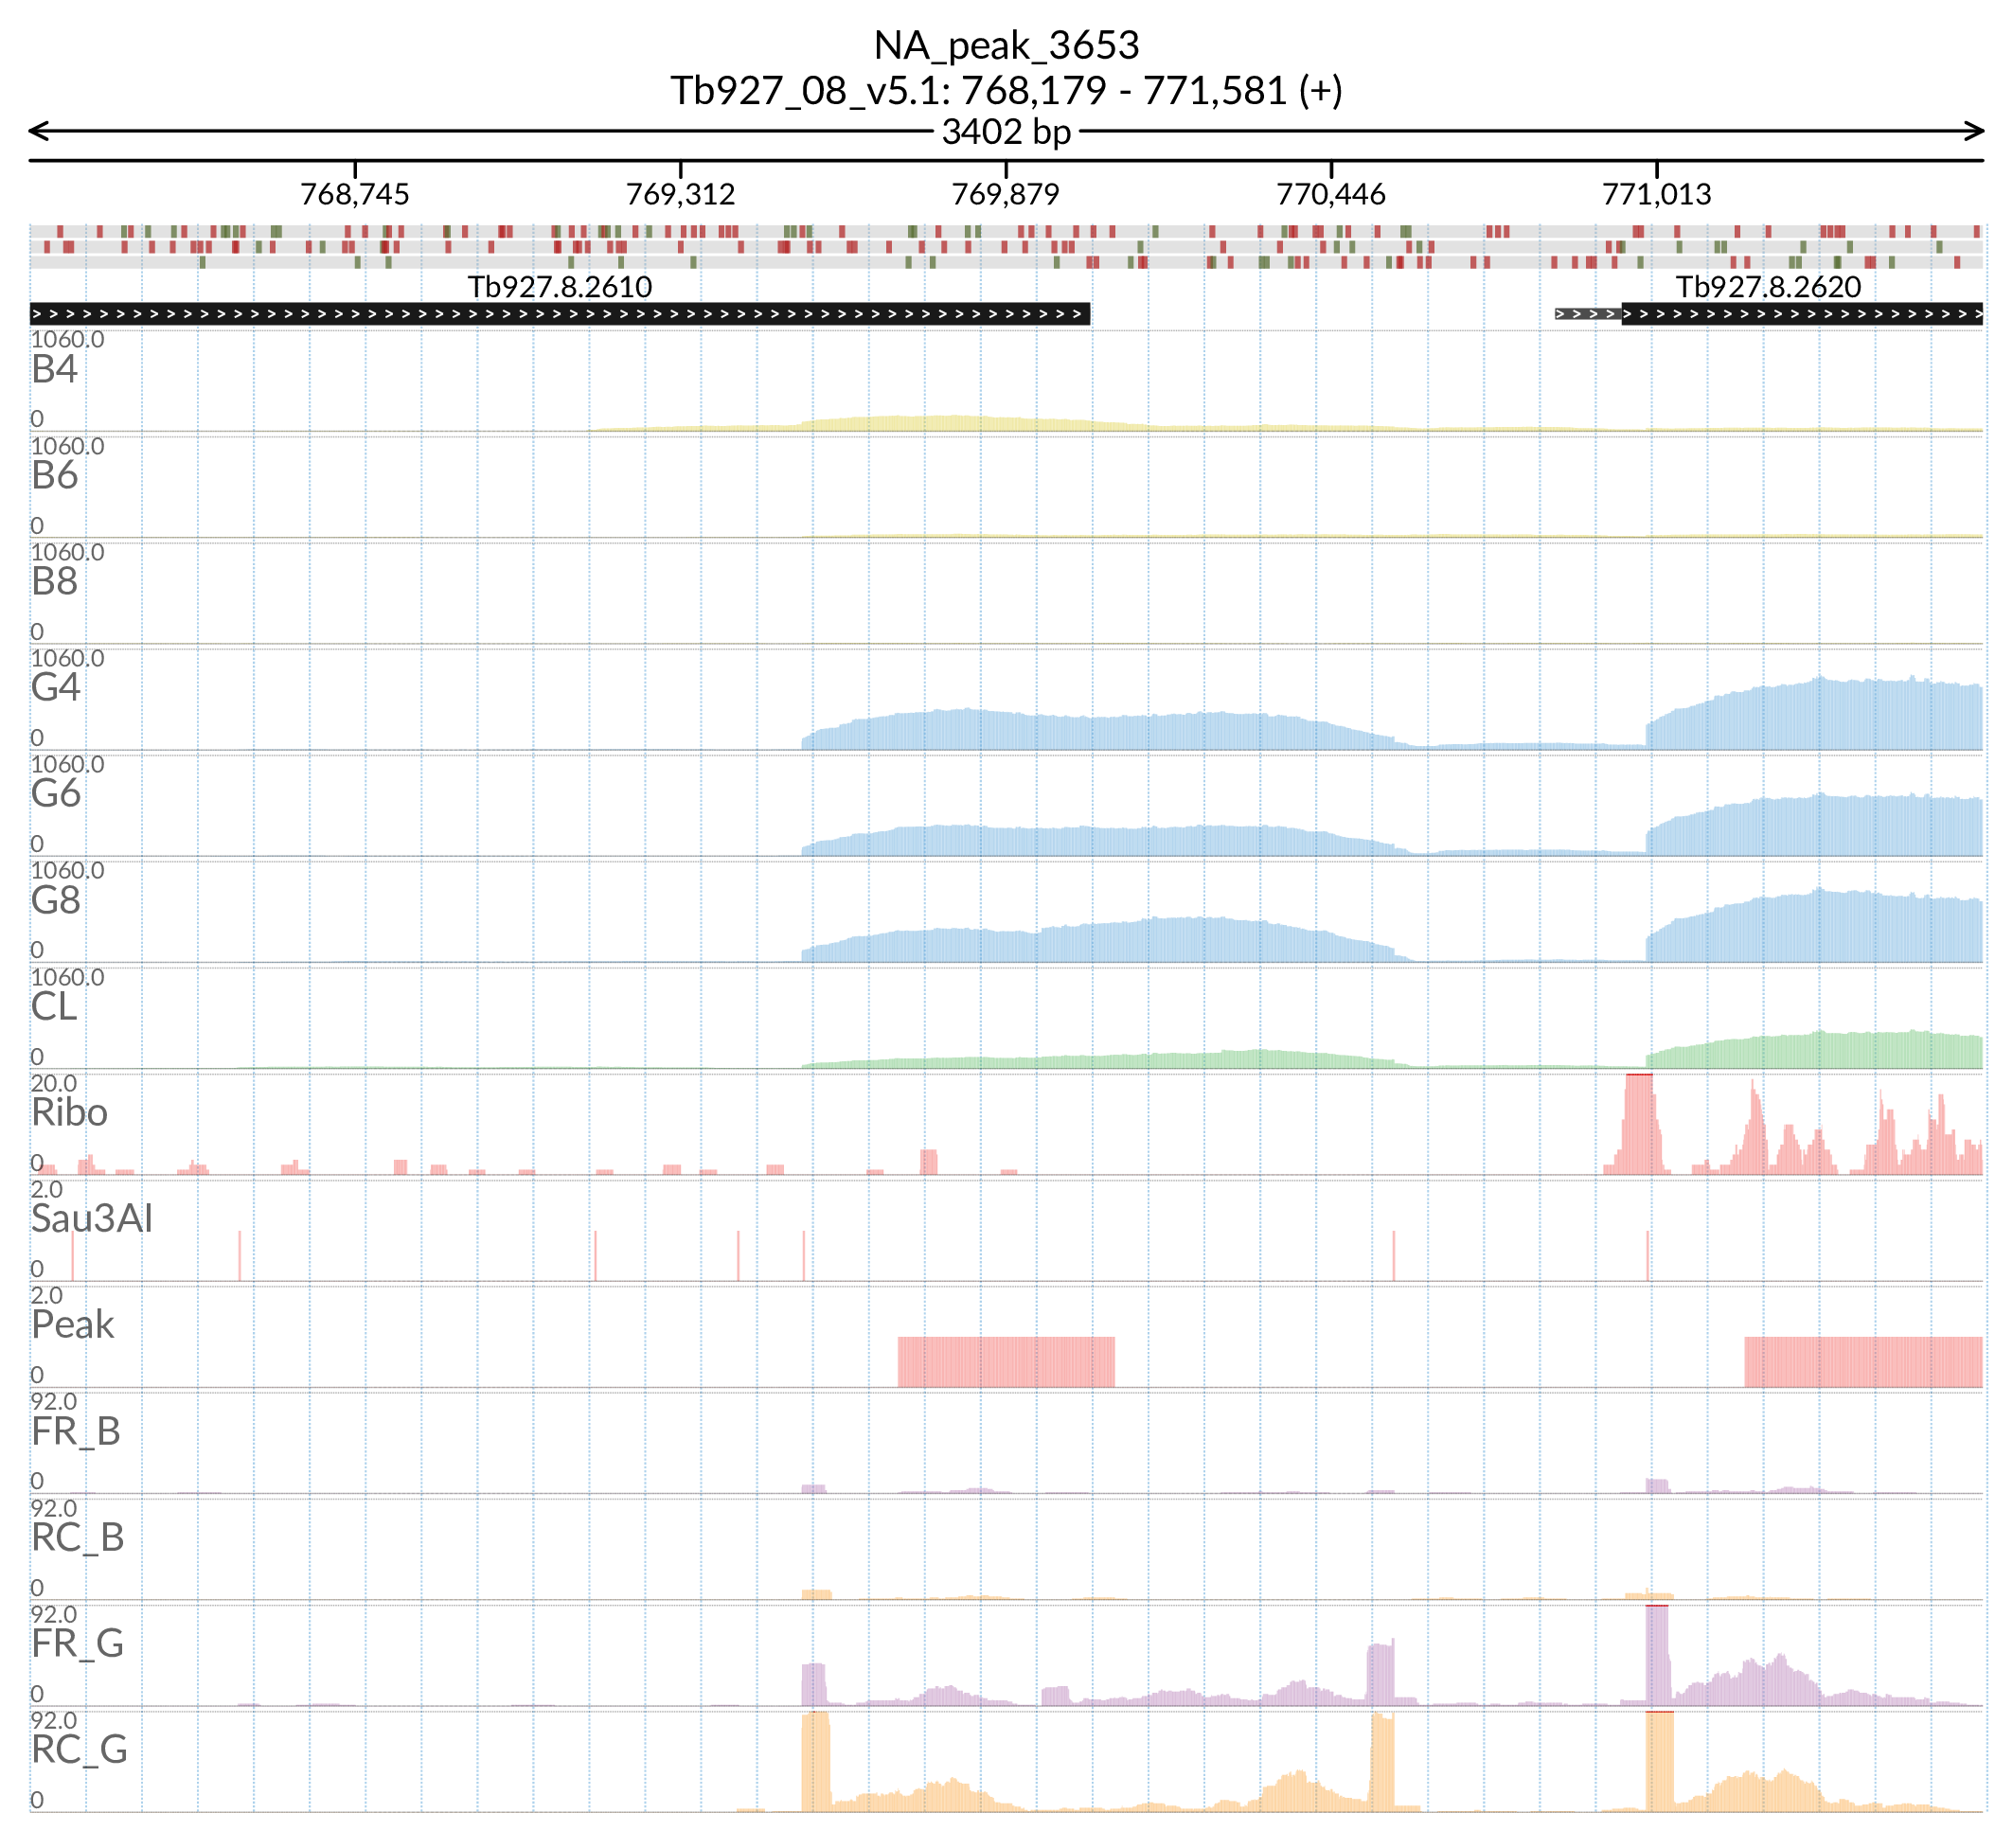 NA_peak_3653
Tb927_08_v5.1: 768,179 - 771,581 (+)
3402 bp
768,745 769,312 769,879 770,446 771,013
Tb927.8.2610 Tb927.8.2620
1060.0
B4
0
1060.0
B6
0
1060.0
B8
0
1060.0
G4
0
1060.0
G6
0
1060.0
G8
0
1060.0
CL
0
20.0
Ribo
0
2.0
Sau3AI
0
2.0
Peak
0
92.0
FR_B
0
92.0
RC_B
0
92.0
FR_G
0
92.0
RC_G
0